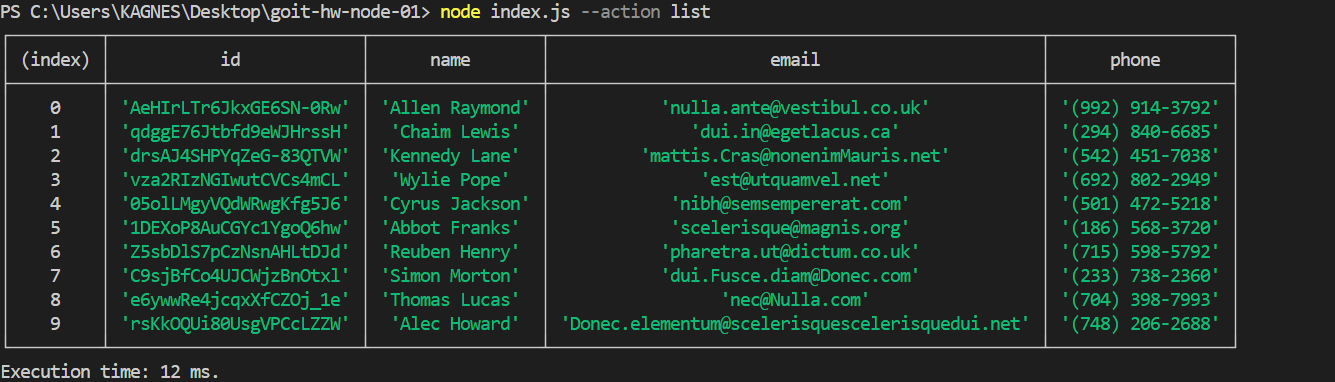 PS C:\Users\KAGNES\Desktop\goit-hw-node-01> node index.js --action list
(index) id name email phone
0 'AeHIrLTr6JkxGE6SN-0Rw' 'Allen Raymond' 'nulla.ante@vestibul.co.uk' '(992) 914-3792'
1 'qdggE76Jtbfd9eWJHrssH' 'Chaim Lewis' 'dui.in@egetlacus.ca' '(294) 840-6685'
2 'drsAJ4SHPYqZeG-83QTVW' 'Kennedy Lane' 'mattis.Cras@nonenimMauris.net' '(542) 451-7038'
3 'vza2RIzNGIwutCVCs4mCL' 'Wylie Pope' 'est@utquamvel.net' '(692) 802-2949'
4 '05olLMgyVQdWRwgKfg5J6' 'Cyrus Jackson' 'nibh@semsempererat.com' '(501) 472-5218'
5 '1DEXoP8AuCGYc1YgoQ6hw' 'Abbot Franks' 'scelerisque@magnis.org' '(186) 568-3720'
6 'Z5sbDlS7pCzNsnAHLtDJd' 'Reuben Henry' 'pharetra.ut@dictum.co.uk' '(715) 598-5792'
7 'C9sjBfCo4UJCWjzBnOtxl' 'Simon Morton' 'dui.Fusce.diam@Donec.com' '(233) 738-2360'
8 'e6ywwRe4jcqxXfCZOj_1e' 'Thomas Lucas' 'nec@Nulla.com' '(704) 398-7993'
9 'rsKkOQUi80UsgVPCcLZZW' 'Alec Howard' 'Donec.elementum@scelerisquescelerisquedui.net' '(748) 206-2688'
Execution time: 12 ms.